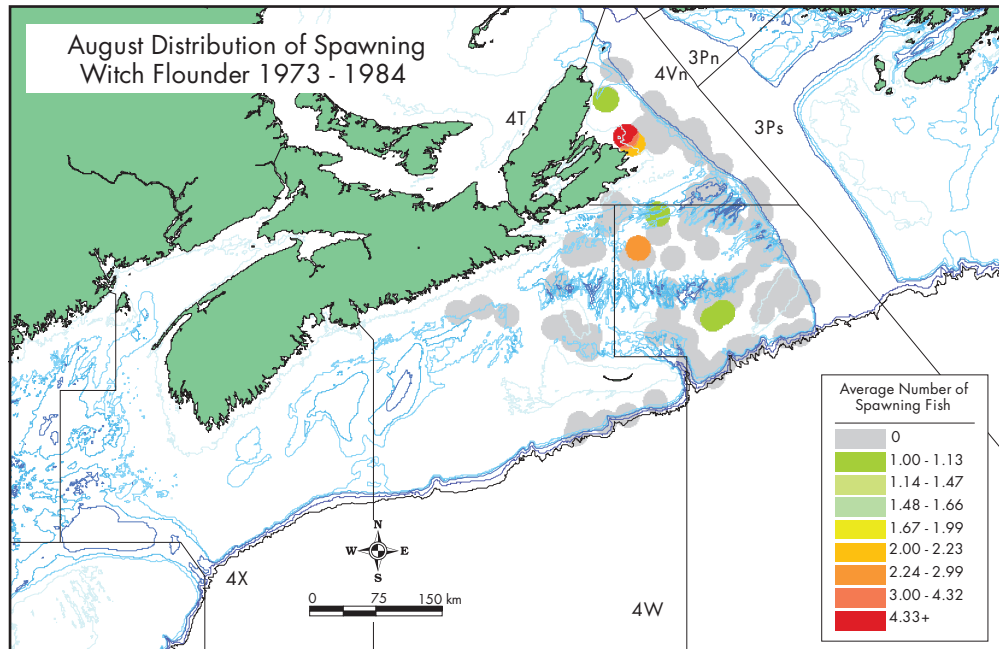 August Distribution of Spawning
Witch Flounder 1973 - 1984
3Pn
4Vn
3Ps
4T
Average Number of
Spawning Fish
0
1.00 - 1.13
1.14 - 1.47
1.48 - 1.66
1.67 - 1.99
2.00 - 2.23
2.24 - 2.99
3.00 - 4.32
4.33+
N
W E
S
4X
0 75 150 km
4W